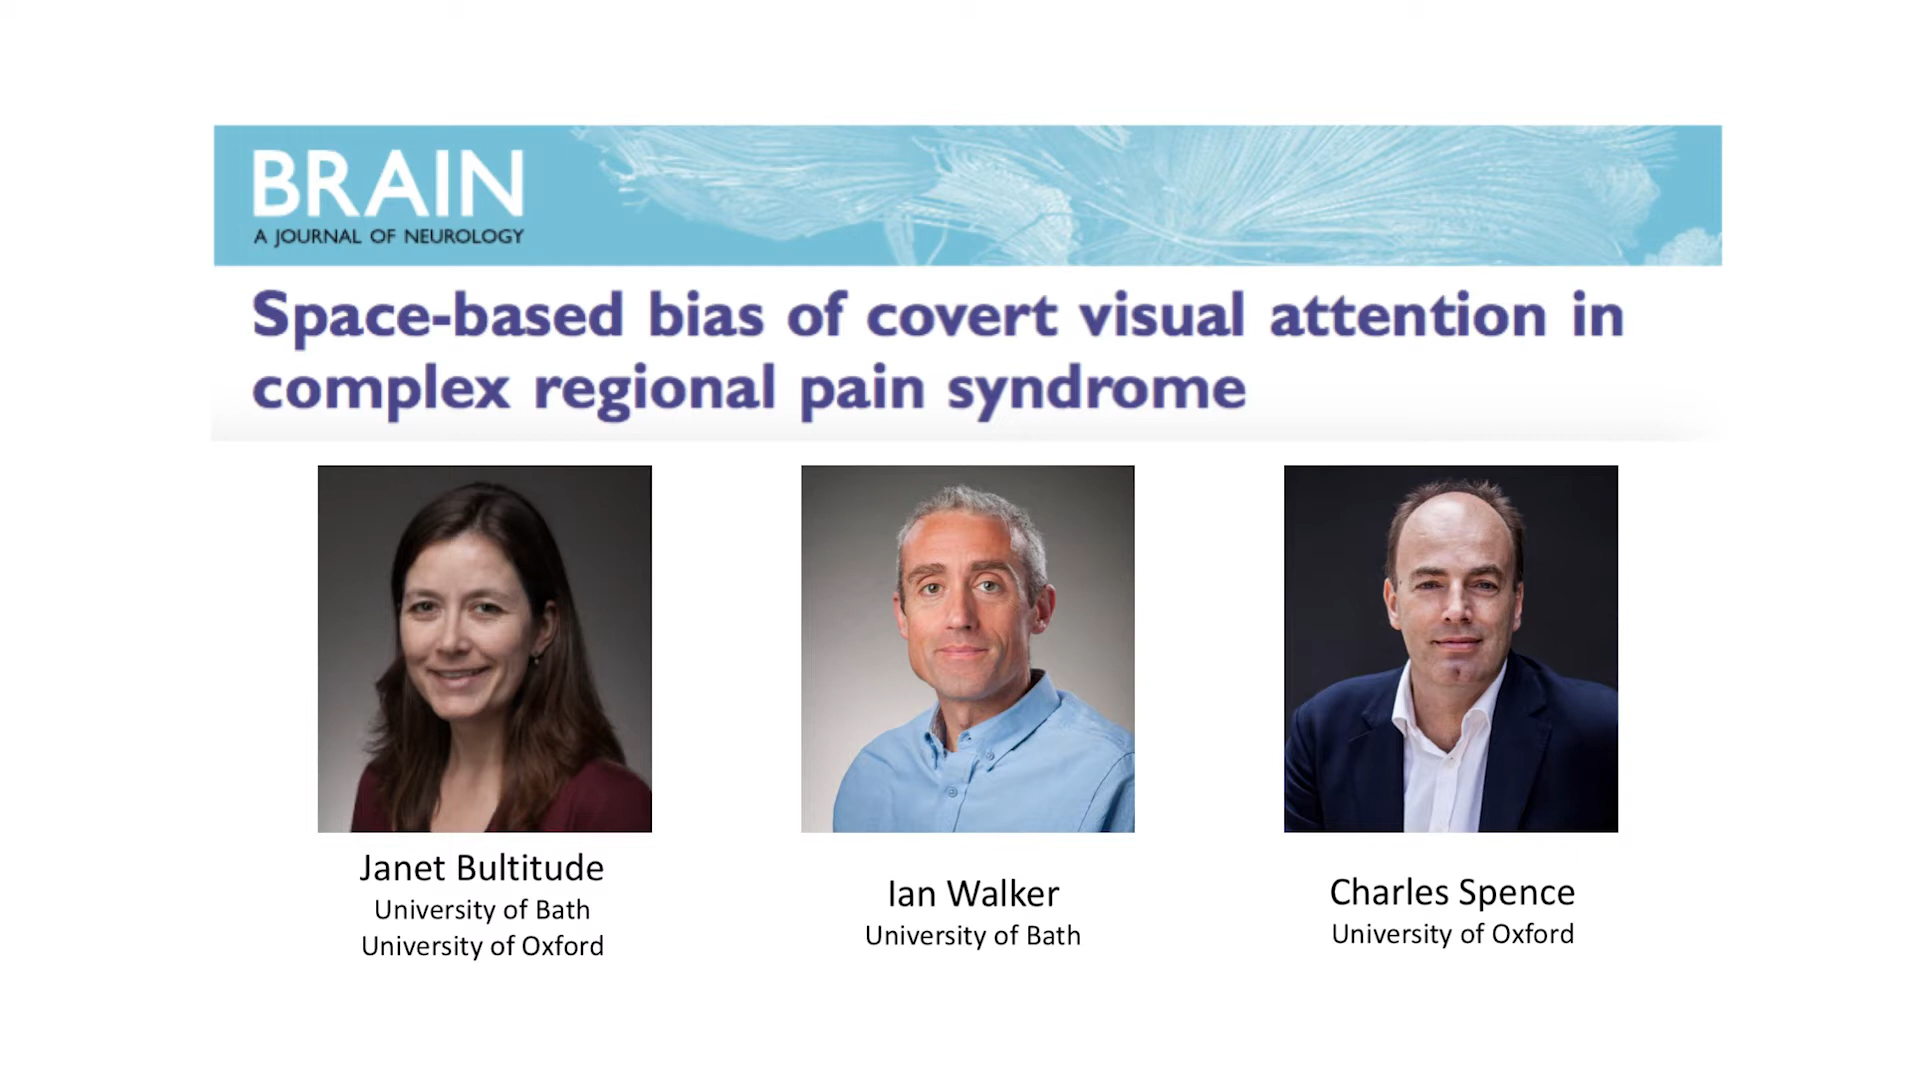 BRAIN
A JOURNAL OF NEUROLOGY
Space-based bias of covert visual attention in
complex regional pain syndrome
Janet Bultitude
University of Bath
University of Oxford
Ian Walker
University of Bath
Charles Spence
University of Oxford